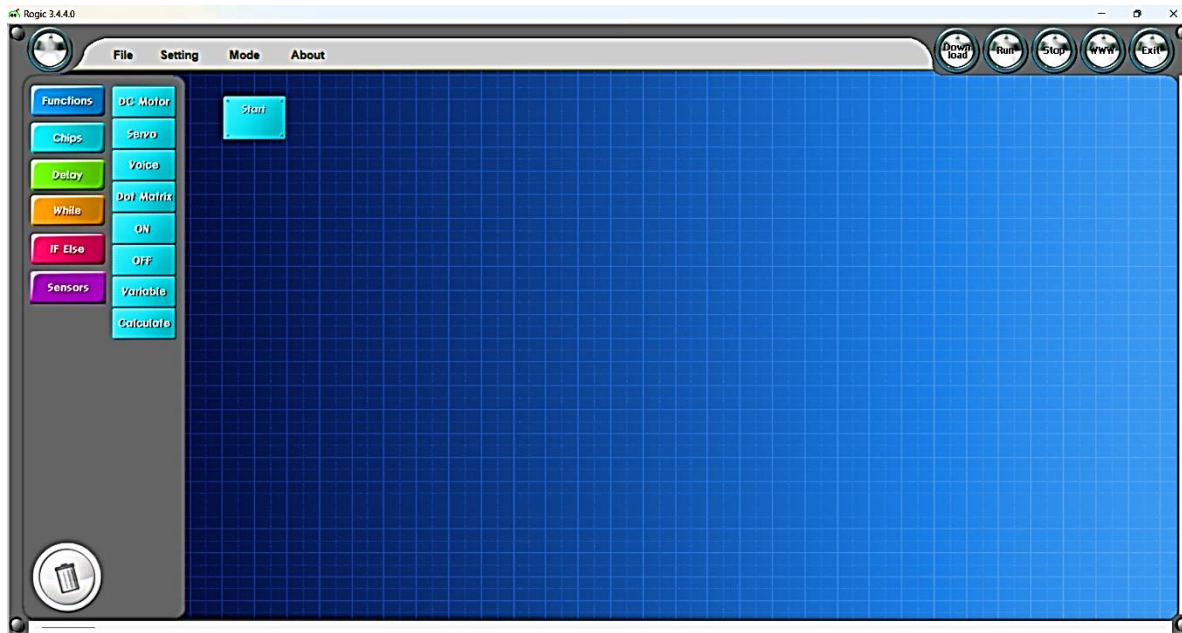 Rogic 3.4.4.0
File Setting Mode About
Down
load
Run
Stop
WWW
Exit
Functions
Chips
Delay
While
IF Else
Sensors
DC Motor
Servo
Voice
Dot Matrix
ON
OFF
Variable
Calculate
Start